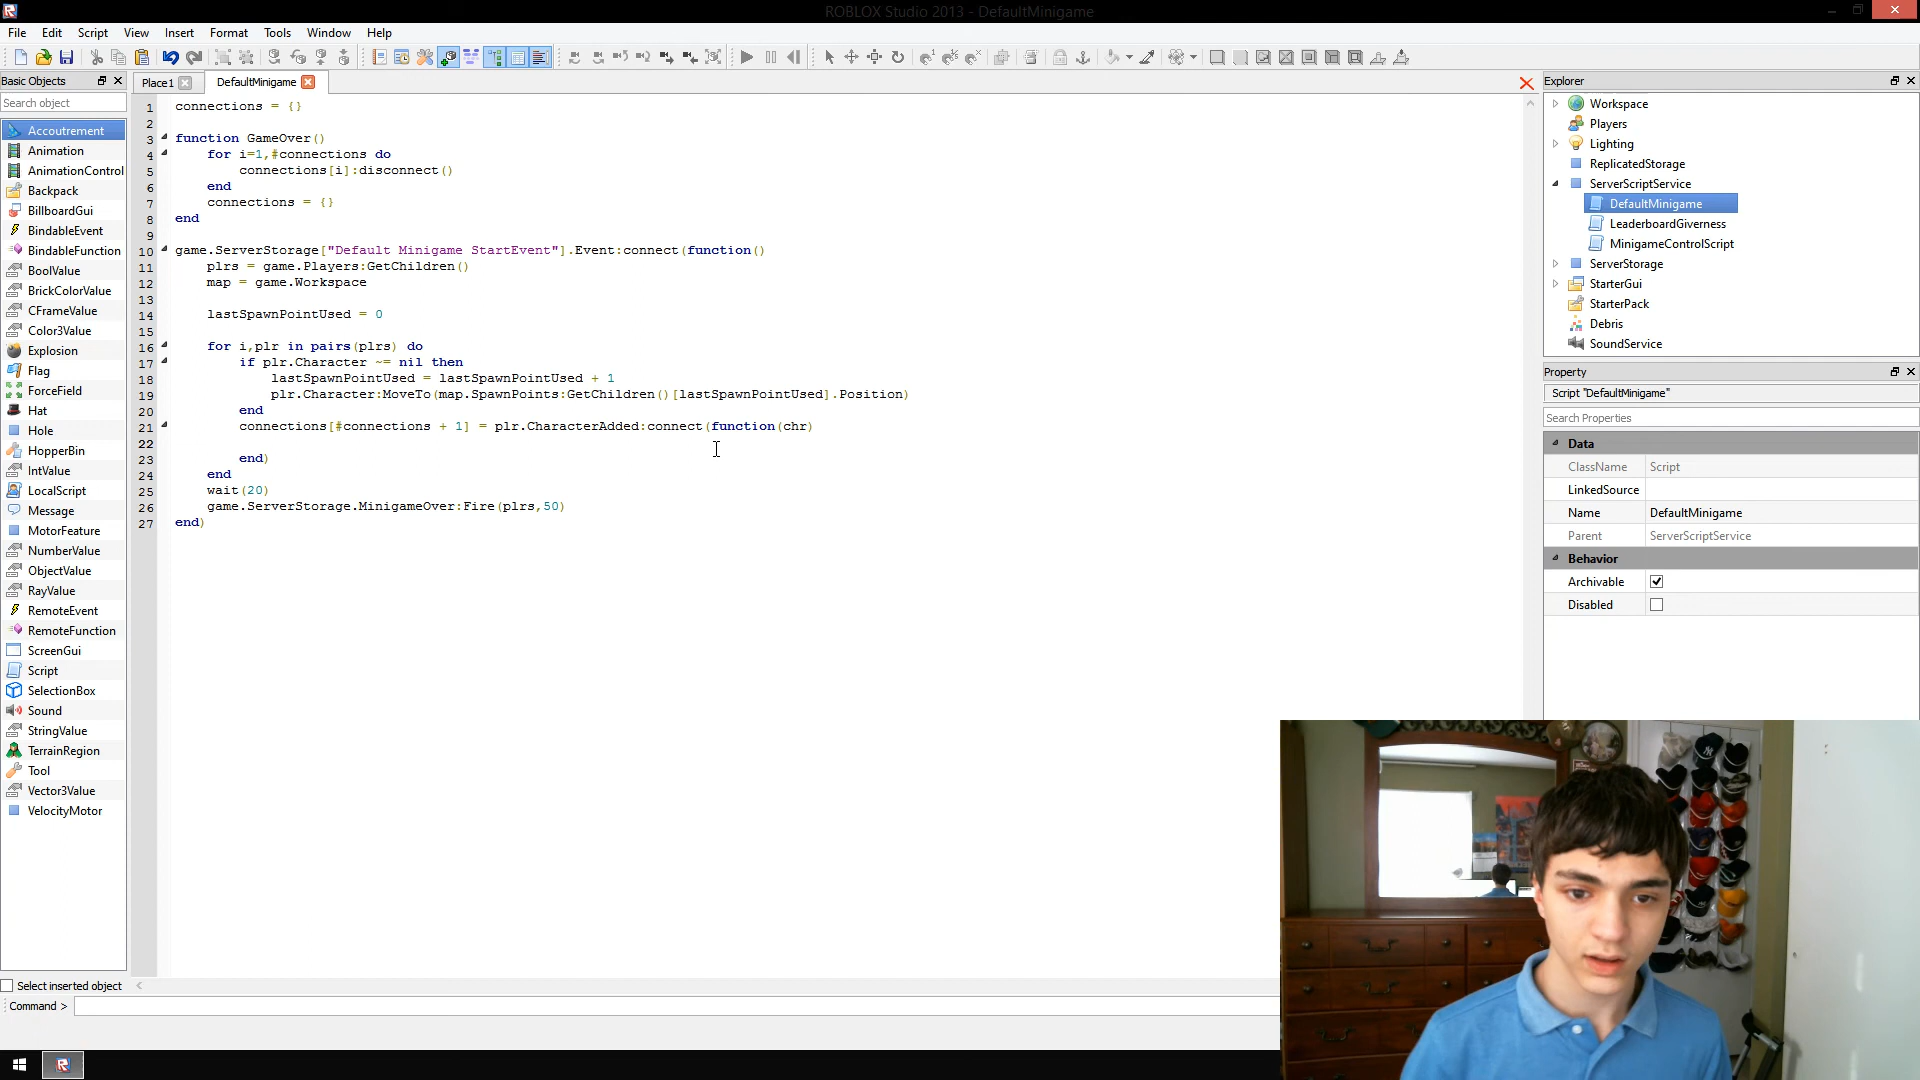 ROBLOX Studio 2013 - DefaultMinigame
File Edit Script View Insert Format Tools Window Help
Basic Objects
Search object
Accoutrement
Animation
AnimationControl
Backpack
BillboardGui
BindableEvent
BindableFunction
BoolValue
BrickColorValue
CFrameValue
Color3Value
Explosion
Flag
ForceField
Hat
Hole
HopperBin
IntValue
LocalScript
Message
MotorFeature
NumberValue
ObjectValue
RayValue
RemoteEvent
RemoteFunction
ScreenGui
Script
SelectionBox
Sound
StringValue
TerrainRegion
Tool
Vector3Value
VelocityMotor
Select inserted object
Command >
Place1 DefaultMinigame
1 connections = {}
2
3 function GameOver()
4 for i=1,#connections do
5 connections[i]:disconnect()
6 end
7 connections = {}
8 end
9
10 game.ServerStorage["Default Minigame StartEvent"].Event:connect(function()
11 plrs = game.Players:GetChildren()
12 map = game.Workspace
13
14 lastSpawnPointUsed = 0
15
16 for i,plr in pairs(plrs) do
17 if plr.Character ~= nil then
18 lastSpawnPointUsed = lastSpawnPointUsed + 1
19 plr.Character:MoveTo(map.SpawnPoints:GetChildren()[lastSpawnPointUsed].Position)
20 end
21 connections[#connections + 1] = plr.CharacterAdded:connect(function(chr)
22
23 end)
24 end
25 wait(20)
26 game.ServerStorage.MinigameOver:Fire(plrs,50)
27 end)
Explorer
Workspace
Players
Lighting
ReplicatedStorage
ServerScriptService
DefaultMinigame
LeaderboardGiverness
MinigameControlScript
ServerStorage
StarterGui
StarterPack
Debris
SoundService
Property
Script "DefaultMinigame"
Search Properties
Data
ClassName Script
LinkedSource
Name DefaultMinigame
Parent ServerScriptService
Behavior
Archivable
Disabled